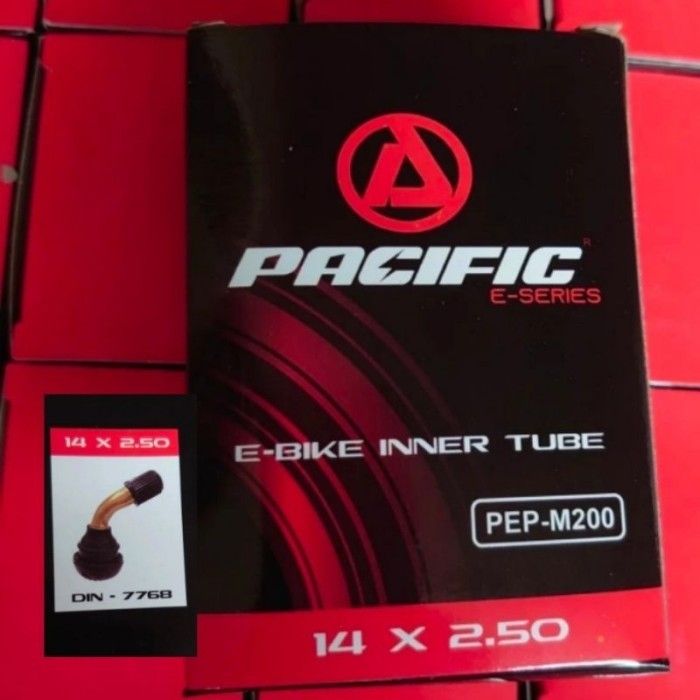 PACIFIC
®
E-SERIES
E-BIKE INNER TUBE
PEP-M200
14 X 2.50
14 X 2.50
DIN - 7768